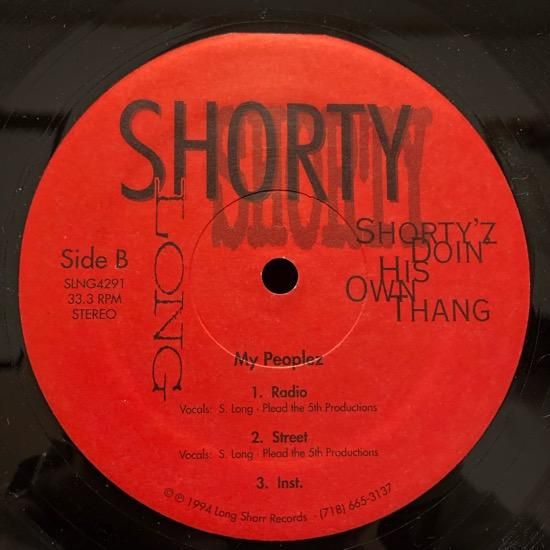 SHORTY
SHORTY
LONG
SHORTY'Z
DOIN'
HIS
OWN
THANG
Side B
SLNG4291
33.3 RPM
STEREO
My Peoplez
1. Radio
Vocals: S. Long · Plead the 5th Productions
2. Street
Vocals: S. Long · Plead the 5th Productions
3. Inst.
© ℗ 1994 Long Sharr Records · (718) 665-3137